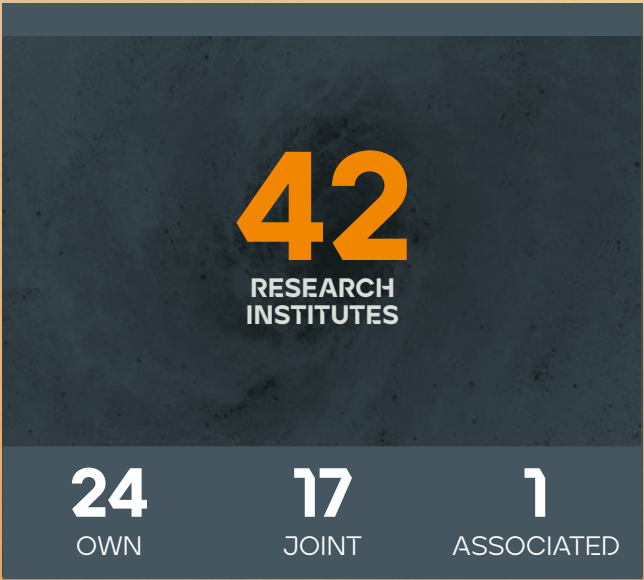 42
RESEARCH
INSTITUTES
24 17 1
OWN JOINT ASSOCIATED